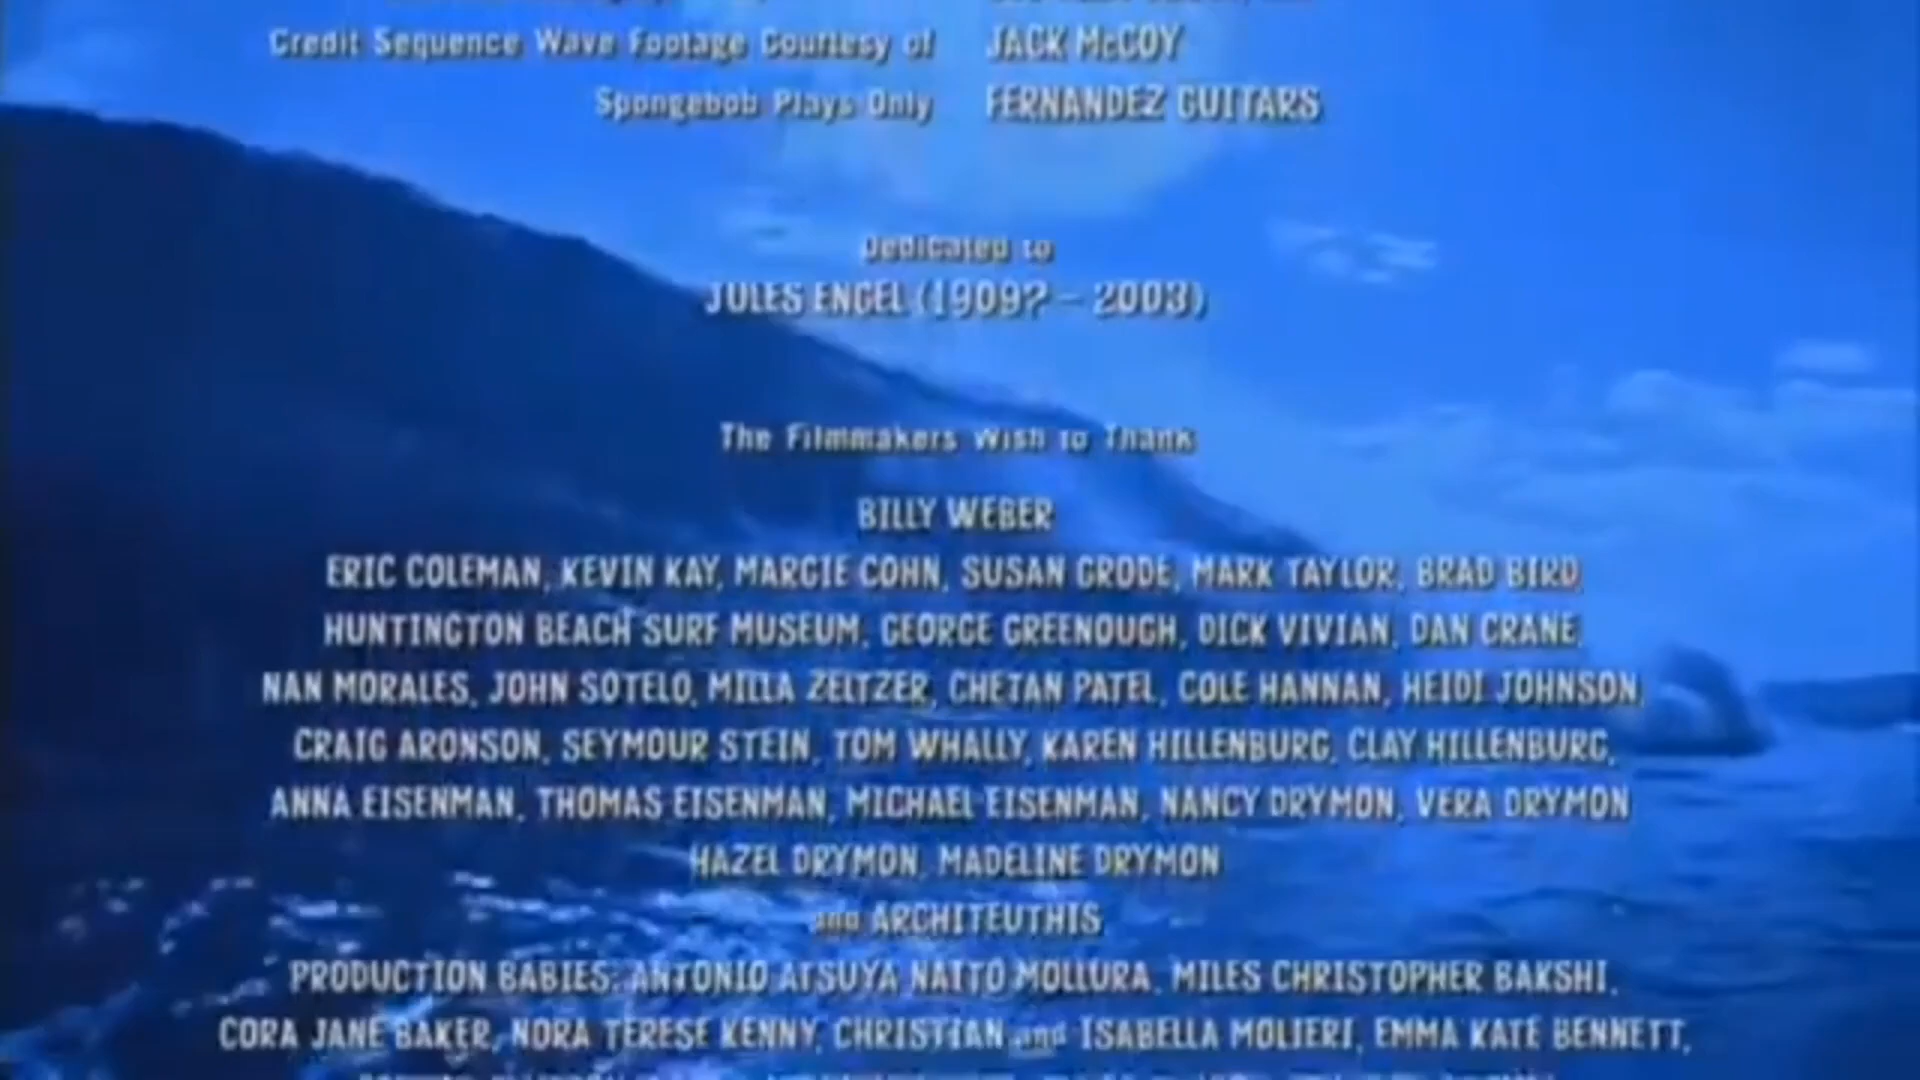 Credit Sequence Wave Footage Courtesy of JACK McCOY
Spongebob Plays Only FERNANDEZ GUITARS
Dedicated to
JULES ENGEL (1909? – 2003)
The Filmmakers Wish to Thank
BILLY WEBER
ERIC COLEMAN, KEVIN KAY, MARGIE COHN, SUSAN GRODE, MARK TAYLOR, BRAD BIRD,
HUNTINGTON BEACH SURF MUSEUM, GEORGE GREENOUGH, DICK VIVIAN, DAN CRANE,
NAN MORALES, JOHN SOTELO, MILLA ZELTZER, CHETAN PATEL, COLE HANNAN, HEIDI JOHNSON,
CRAIG ARONSON, SEYMOUR STEIN, TOM WHALLY, KAREN HILLENBURG, CLAY HILLENBURG,
ANNA EISENMAN, THOMAS EISENMAN, MICHAEL EISENMAN, NANCY DRYMON, VERA DRYMON
HAZEL DRYMON, MADELINE DRYMON
and ARCHITEUTHIS
PRODUCTION BABIES: ANTONIO ATSUYA NAITO MOLLURA, MILES CHRISTOPHER BAKSHI,
CORA JANE BAKER, NORA TERESE KENNY, CHRISTIAN and ISABELLA MOLIERI, EMMA KATE BENNETT,